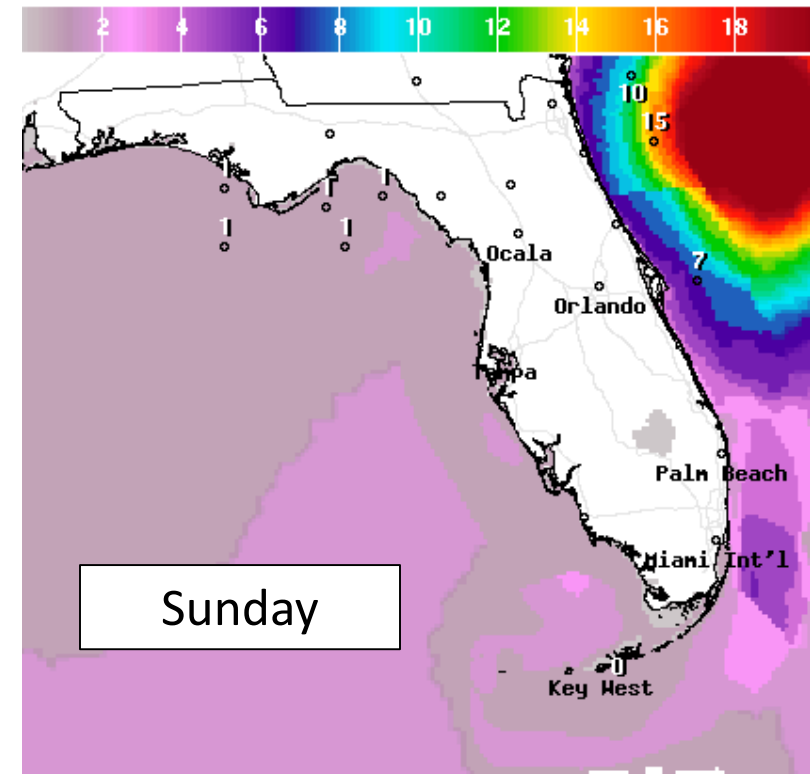 2 4 6 8 10 12 14 16 18
10
15
1 1 1
1 1
7
Ocala
Orlando
Tampa
Palm Beach
Miami Int'l
Sunday
0
Key West